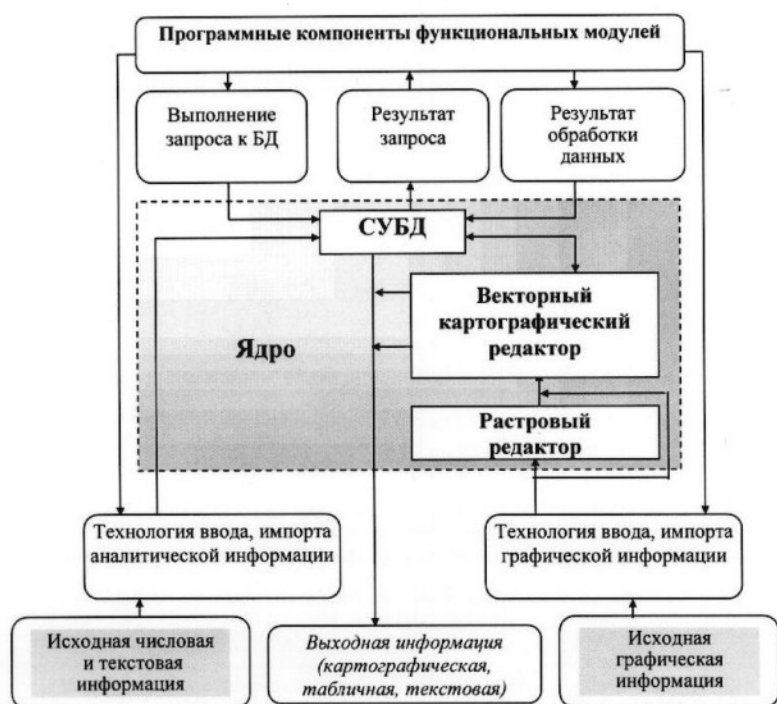 Программные компоненты функциональных модулей
Выполнение
запроса к БД
Результат
запроса
Результат
обработки
данных
СУБД
Векторный
картографический
редактор
Ядро
Растровый
редактор
Технология ввода, импорта
аналитической информации
Технология ввода, импорта
графической информации
Исходная числовая
и текстовая
информация
Выходная информация
(картографическая,
табличная, текстовая)
Исходная
графическая
информация